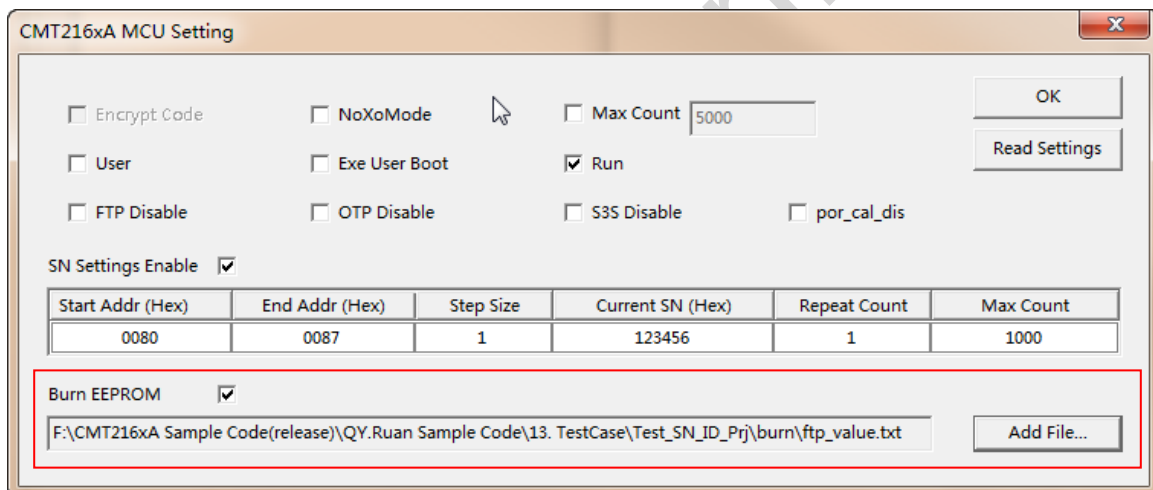 CMT216xA MCU Setting
Encrypt Code NoXoMode Max Count 5000 OK
User Exe User Boot Run Read Settings
FTP Disable OTP Disable S3S Disable por_cal_dis
SN Settings Enable
Start Addr (Hex) End Addr (Hex) Step Size Current SN (Hex) Repeat Count Max Count
0080 0087 1 123456 1 1000
Burn EEPROM
F:\CMT216xA Sample Code(release)\QY.Ruan Sample Code\13. TestCase\Test_SN_ID_Prj\burn\ftp_value.txt Add File...